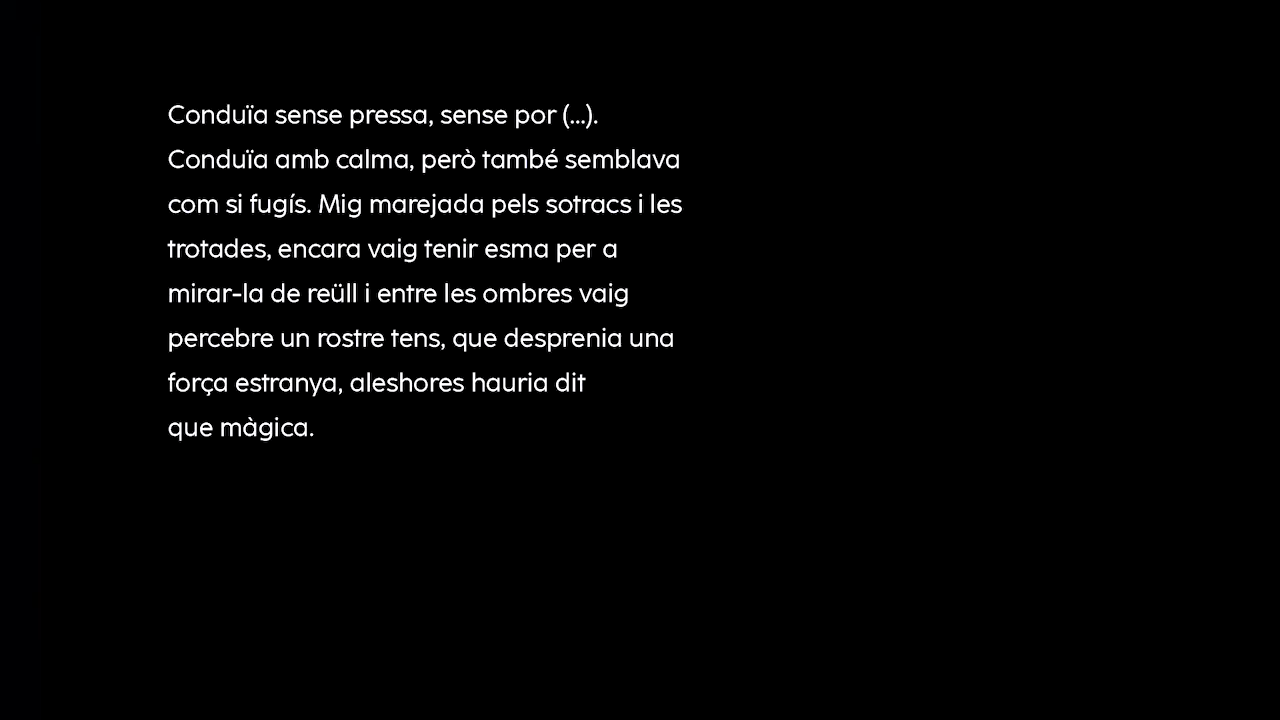 Conduïa sense pressa, sense por (...).
Conduïa amb calma, però també semblava
com si fugís. Mig marejada pels sotracs i les
trotades, encara vaig tenir esma per a
mirar-la de reüll i entre les ombres vaig
percebre un rostre tens, que desprenia una
força estranya, aleshores hauria dit
que màgica.